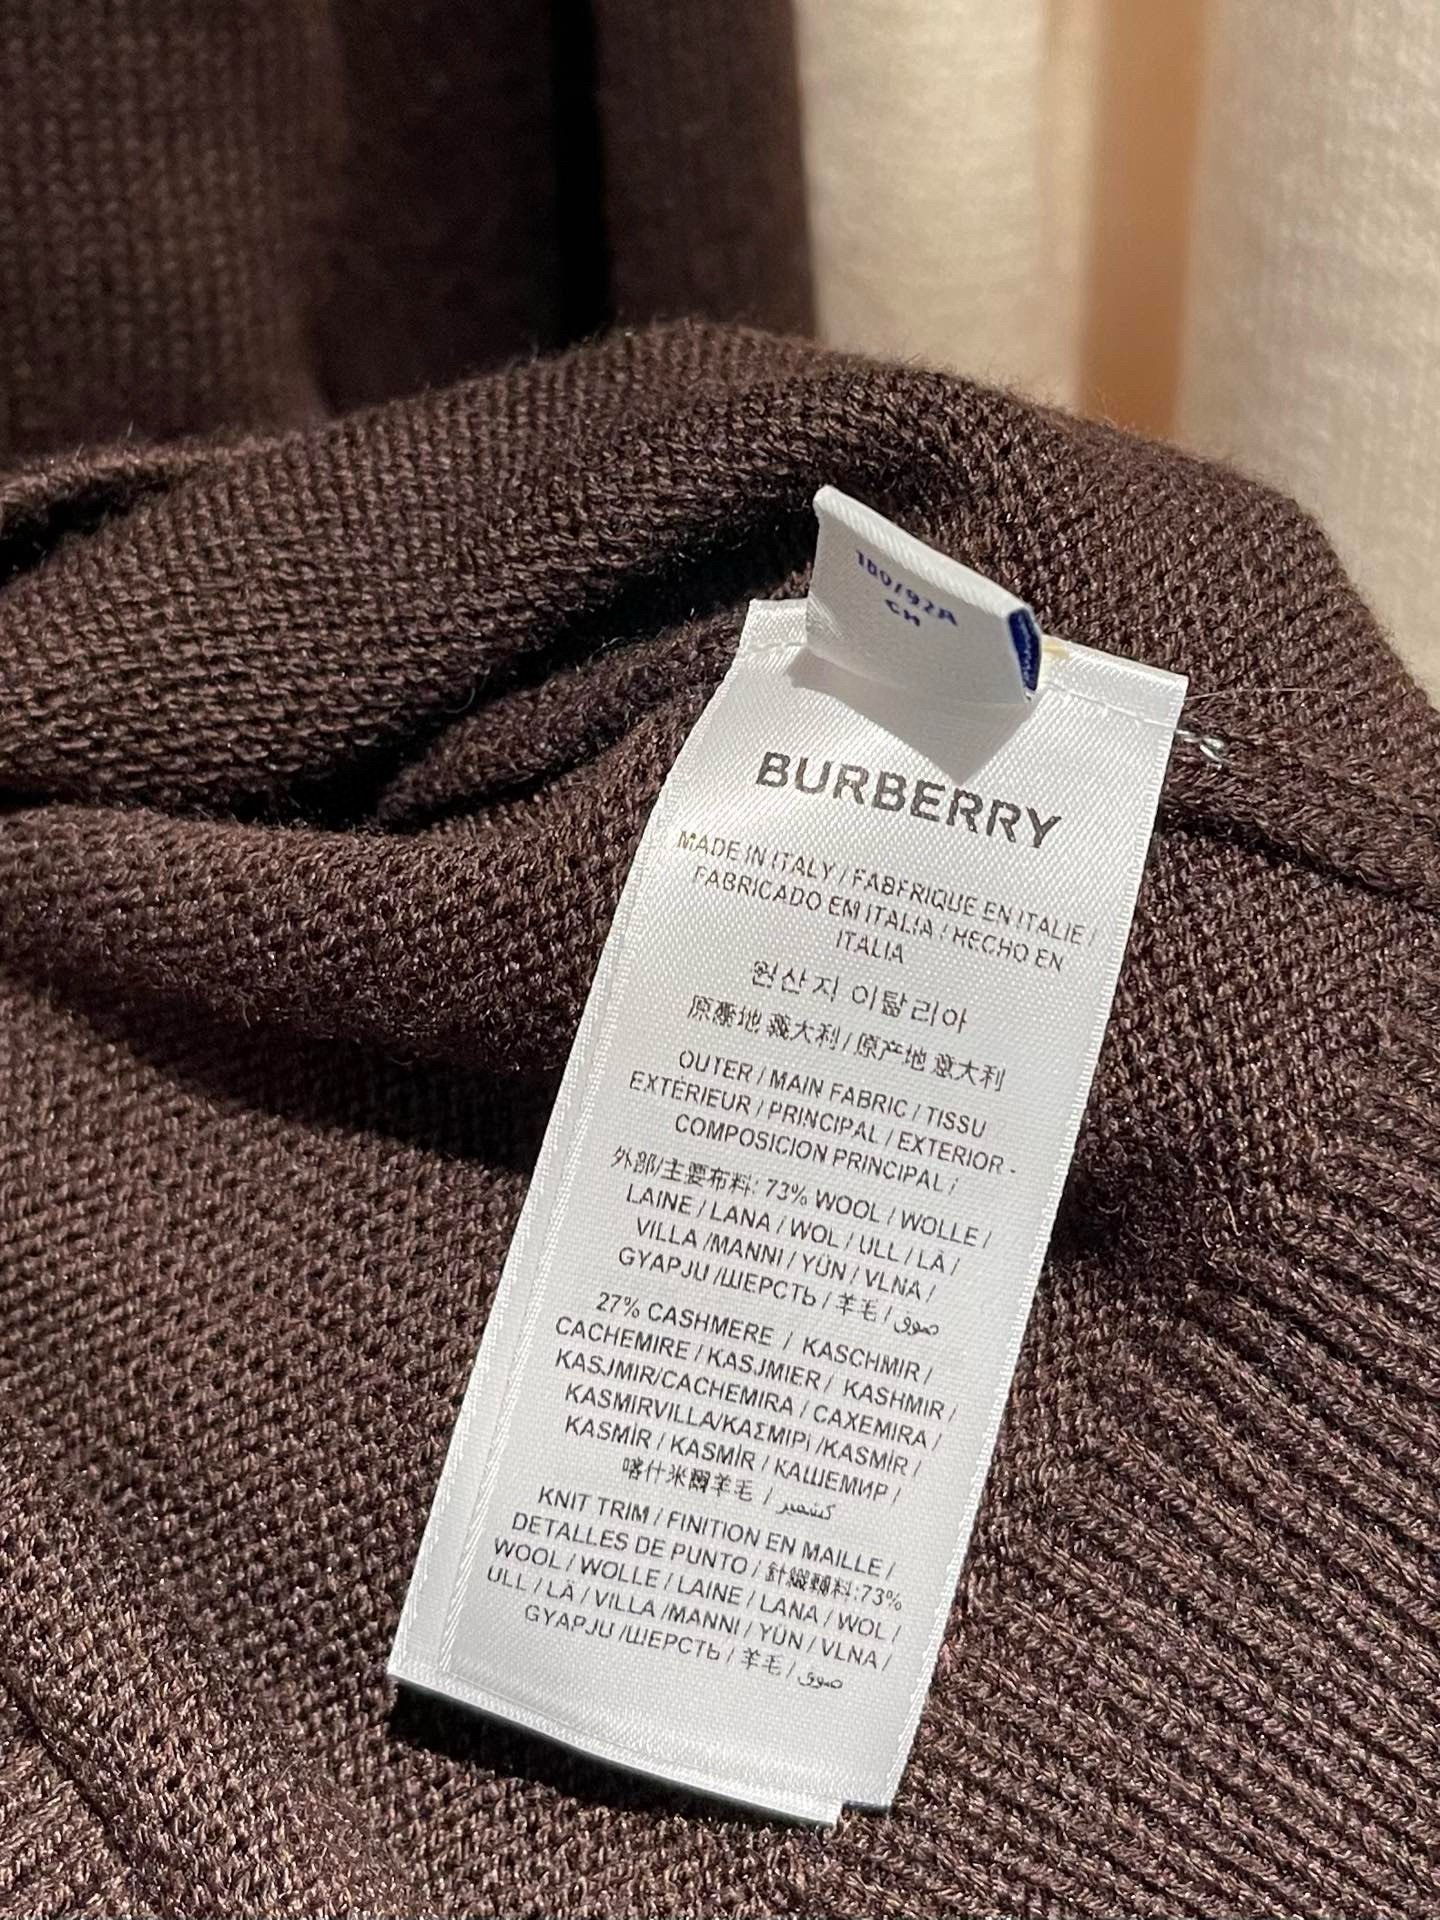 180/92A
CN
BURBERRY
MADE IN ITALY / FABFRIQUE EN ITALIE /
FABRICADO EM ITALIA / HECHO EN
ITALIA
원산지 이탈리아
原產地 義大利 / 原产地 意大利
OUTER / MAIN FABRIC / TISSU
EXTÉRIEUR / PRINCIPAL / EXTERIOR -
COMPOSICION PRINCIPAL /
外部/主要布料: 73% WOOL / WOLLE /
LAINE / LANA / WOL / ULL / LÃ /
VILLA /MANNI / YÜN / VLNA /
GYAPJU /ШЕРСТЬ / 羊毛 / صوف
27% CASHMERE / KASCHMIR /
CACHEMIRE / KASJMIER / KASHMIR /
KASJMIR/CACHEMIRA / CAXEMIRA /
KASMIRVILLA/ΚΑΣΜΙΡΙ /KASMİR /
KASMÍR / KASMÍR / КАШЕМИР /
喀什米爾羊毛 / كشمير
KNIT TRIM / FINITION EN MAILLE /
DETALLES DE PUNTO / 針織輔料:73%
WOOL / WOLLE / LAINE / LANA / WOL /
ULL / LÃ / VILLA /MANNI / YÜN / VLNA /
GYAPJU /ШЕРСТЬ / 羊毛 / صوف